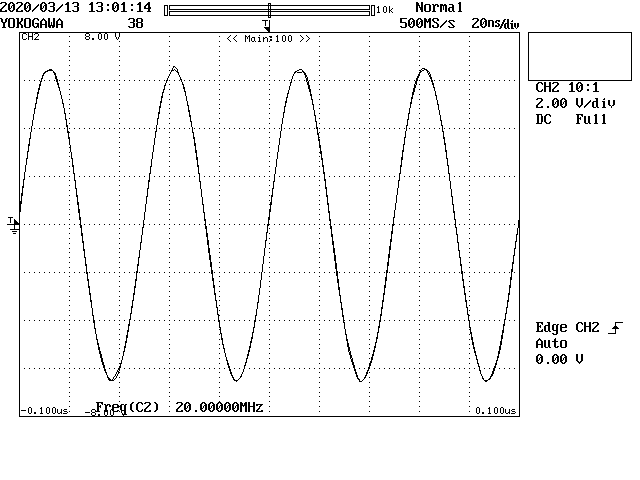 2020/03/13 13:01:14 10k Normal
YOKOGAWA 38 T 500MS/s 20ns/div
CH2 8.00 V << Main:100 >>
CH2 10:1
2.00 V/div
DC Full
T
Edge CH2
Auto
0.00 V
Freq(C2) 20.00000MHz
-0.100us -8.00 V 0.100us